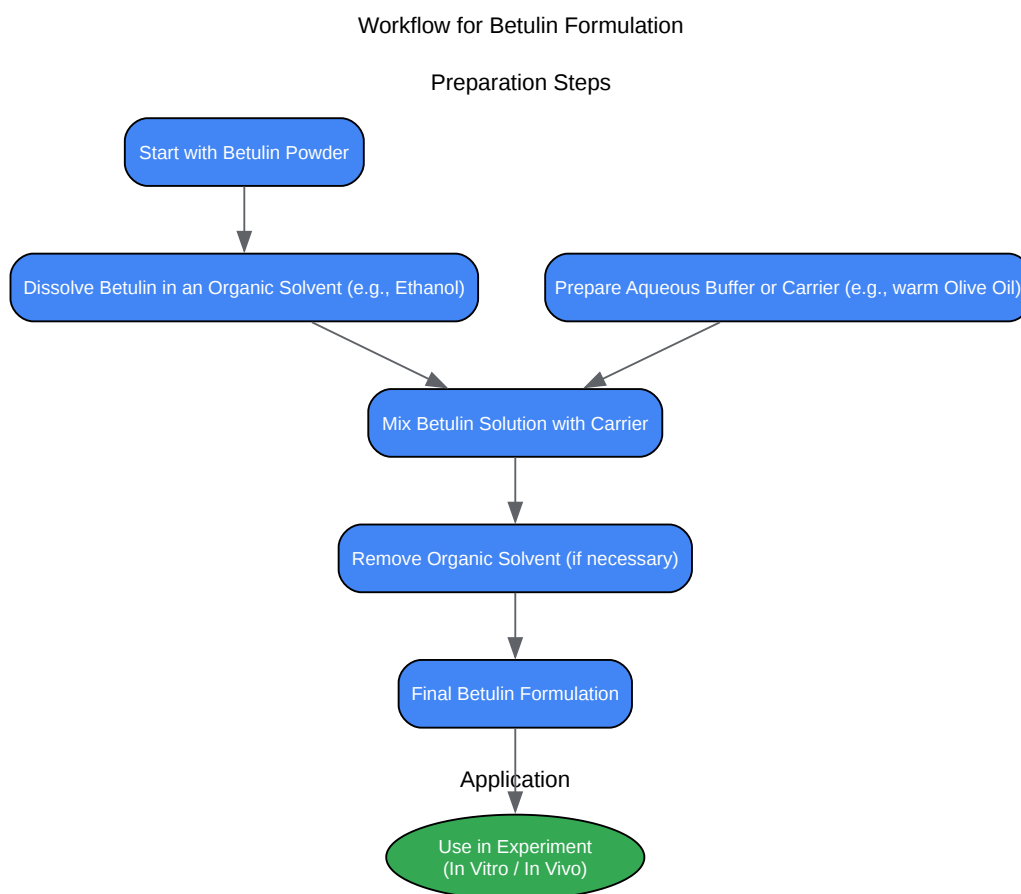 Workflow for Betulin Formulation
Preparation Steps
Start with Betulin Powder
Dissolve Betulin in an Organic Solvent (e.g., Ethanol)
Prepare Aqueous Buffer or Carrier (e.g., warm Olive Oil)
Mix Betulin Solution with Carrier
Remove Organic Solvent (if necessary)
Final Betulin Formulation
Application
Use in Experiment
(In Vitro / In Vivo)